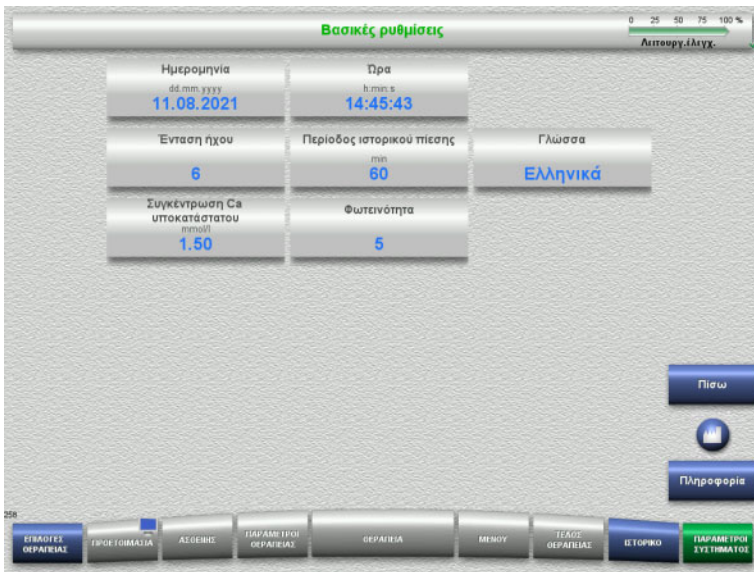 Βασικές ρυθμίσεις
0 25 50 75 100 %
Λειτουργ.έλεγχ.
Ημερομηνία
dd.mm.yyyy
11.08.2021
Ώρα
h:min:s
14:45:43
Ένταση ήχου
6
Περίοδος ιστορικού πίεσης
min
60
Γλώσσα
Ελληνικά
Συγκέντρωση Ca
υποκατάστατου
mmol/l
1.50
Φωτεινότητα
5
Πίσω
Πληροφορία
258
ΕΠΙΛΟΓΕΣ
ΘΕΡΑΠΕΙΑΣ
ΠΡΟΕΤΟΙΜΑΣΙΑ
ΑΣΘΕΝΗΣ
ΠΑΡΑΜΕΤΡΟΙ
ΘΕΡΑΠΕΙΑΣ
ΘΕΡΑΠΕΙΑ
ΜΕΝΟΥ
ΤΕΛΟΣ
ΘΕΡΑΠΕΙΑΣ
ΙΣΤΟΡΙΚΟ
ΠΑΡΑΜΕΤΡΟΙ
ΣΥΣΤΗΜΑΤΟΣ